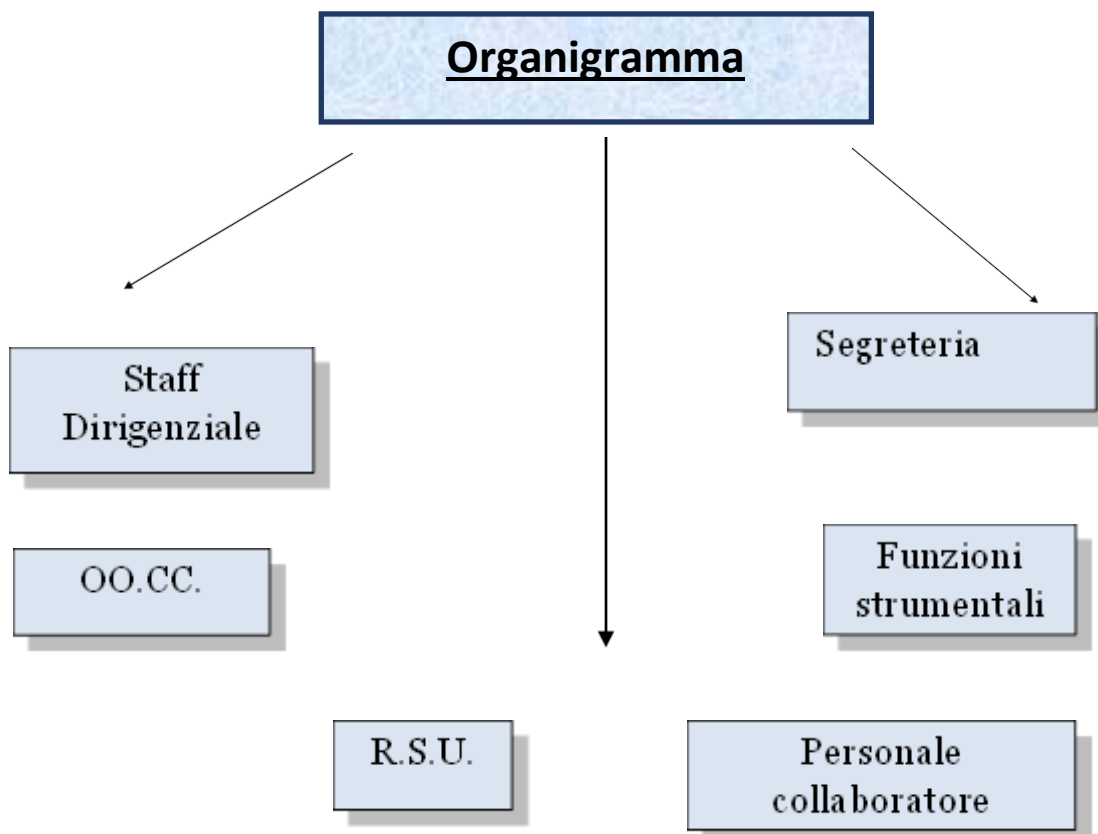 Organigramma
Segreteria
Staff
Dirigenziale
Funzioni
strumentali
OO.CC.
R.S.U.
Personale
collaboratore